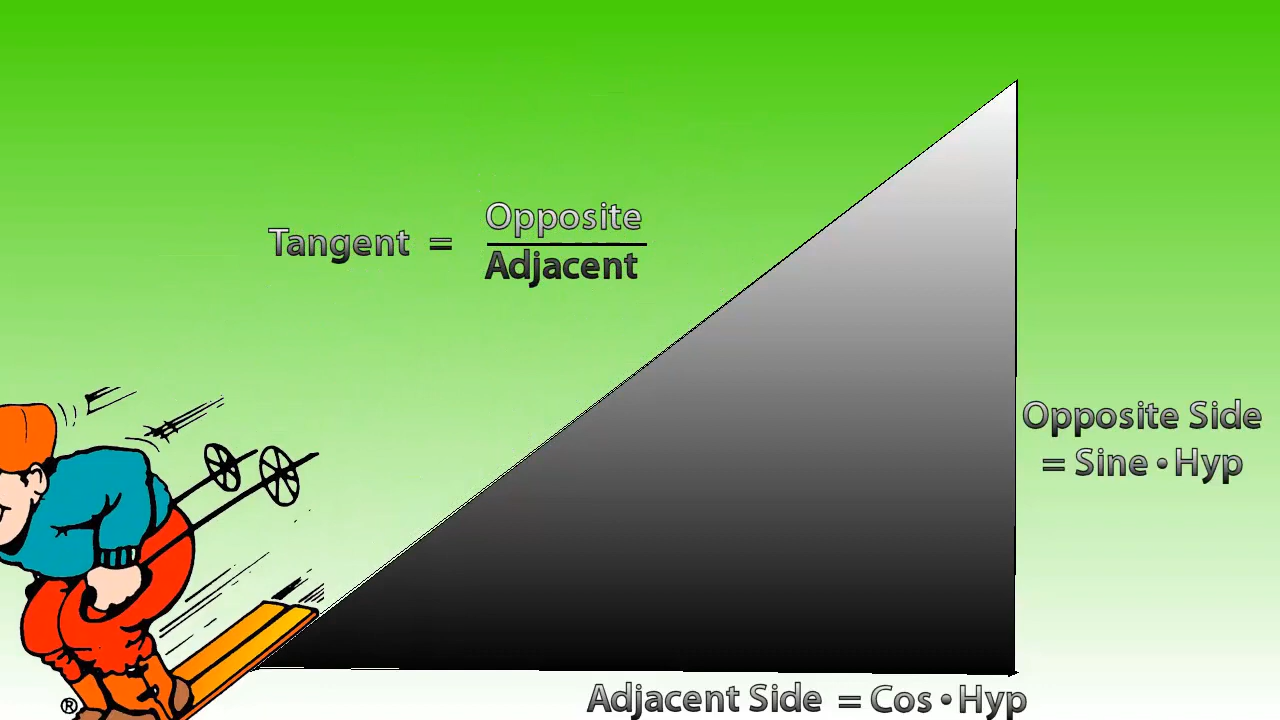 Tangent = Opposite
Adjacent
Opposite Side
= Sine • Hyp
Adjacent Side = Cos • Hyp
®